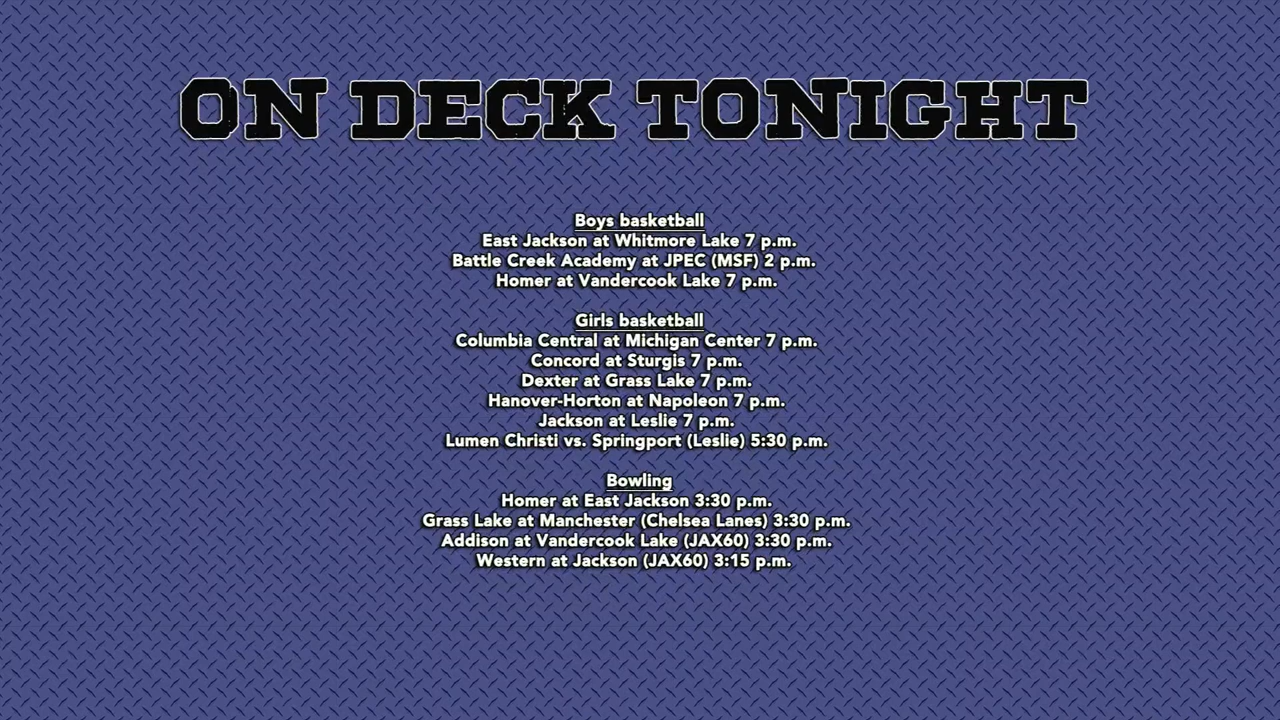 ON DECK TONIGHT
Boys basketball
East Jackson at Whitmore Lake 7 p.m.
Battle Creek Academy at JPEC (MSF) 2 p.m.
Homer at Vandercook Lake 7 p.m.
Girls basketball
Columbia Central at Michigan Center 7 p.m.
Concord at Sturgis 7 p.m.
Dexter at Grass Lake 7 p.m.
Hanover-Horton at Napoleon 7 p.m.
Jackson at Leslie 7 p.m.
Lumen Christi vs. Springport (Leslie) 5:30 p.m.
Bowling
Homer at East Jackson 3:30 p.m.
Grass Lake at Manchester (Chelsea Lanes) 3:30 p.m.
Addison at Vandercook Lake (JAX60) 3:30 p.m.
Western at Jackson (JAX60) 3:15 p.m.